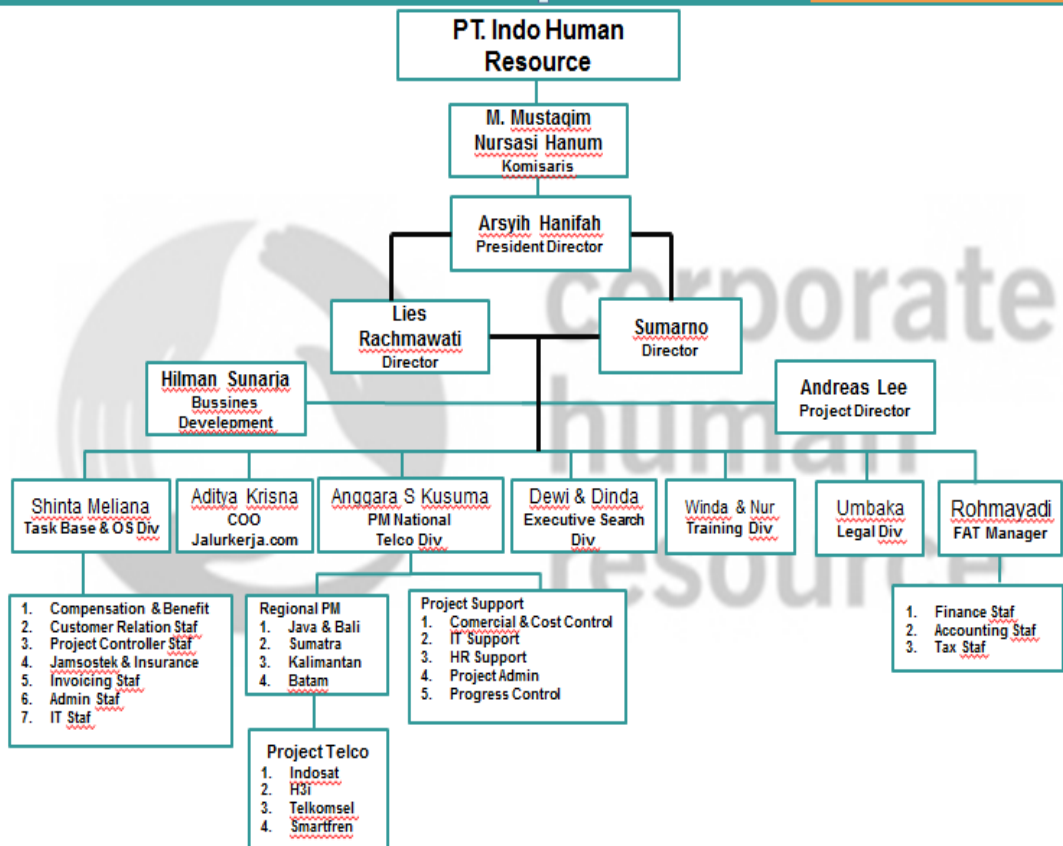 PT. Indo Human
Resource
M. Mustaqim
Nursasi Hanum
Komisaris
Arsyih Hanifah
President Director
Lies
Rachmawati
Director
Sumarno
Director
Hilman Sunarja
Bussines
Development
Andreas Lee
Project Director
Shinta Meliana
Task Base & OS Div
Aditya Krisna
COO
Jalurkerja.com
Anggara S Kusuma
PM National
Telco Div
Dewi & Dinda
Executive Search
Div
Winda & Nur
Training Div
Umbaka
Legal Div
Rohmayadi
FAT Manager
1. Compensation & Benefit
2. Customer Relation Staf
3. Project Controller Staf
4. Jamsostek & Insurance
5. Invoicing Staf
6. Admin Staf
7. IT Staf
Regional PM
1. Java & Bali
2. Sumatra
3. Kalimantan
4. Batam
Project Support
1. Comercial & Cost Control
2. IT Support
3. HR Support
4. Project Admin
5. Progress Control
1. Finance Staf
2. Accounting Staf
3. Tax Staf
Project Telco
1. Indosat
2. H3i
3. Telkomsel
4. Smartfren
corporate
human
resource